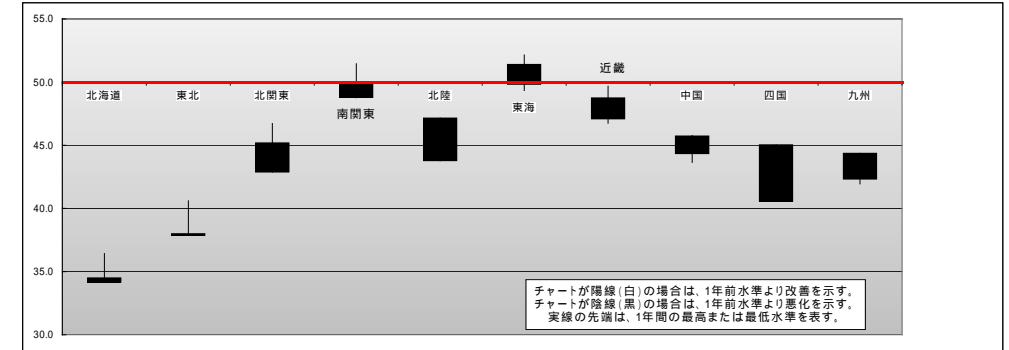 55.0
50.0
45.0
40.0
35.0
30.0
北海道
東北
北関東
南関東
北陸
東海
近畿
中国
四国
九州
チャートが陽線(白)の場合は、1年前水準より改善を示す。
チャートが陰線(黒)の場合は、1年前水準より悪化を示す。
実線の先端は、1年間の最高または最低水準を表す。